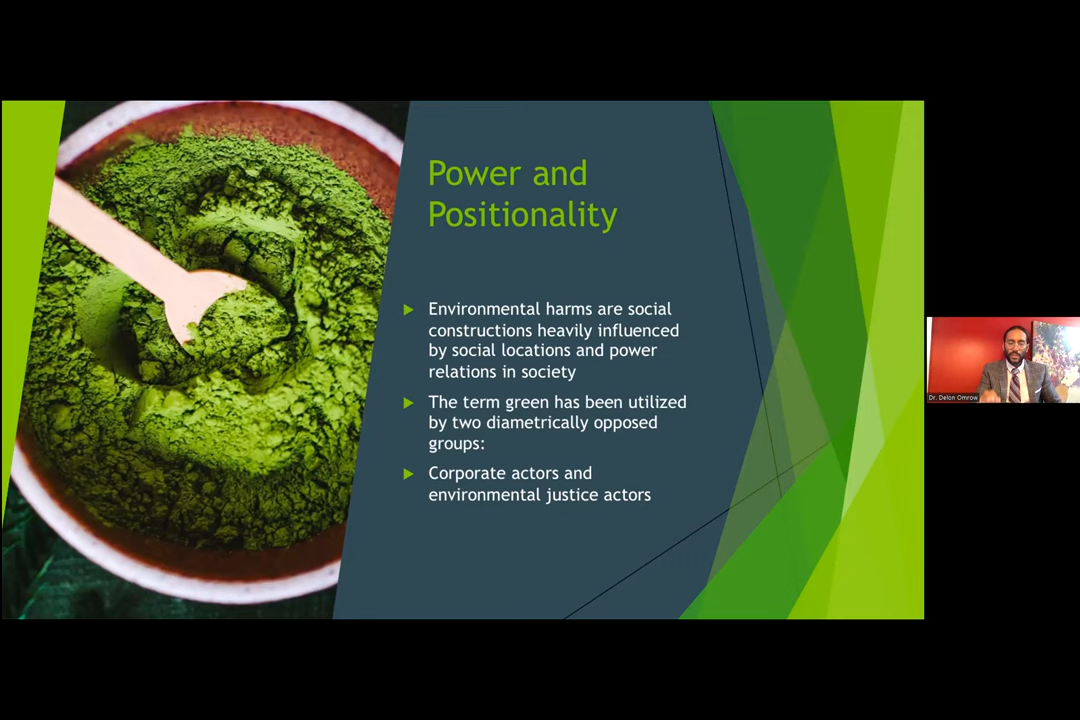 Power and
Positionality
Environmental harms are social
constructions heavily influenced
by social locations and power
relations in society
The term green has been utilized
by two diametrically opposed
groups:
Corporate actors and
environmental justice actors
Dr. Delon Omrow